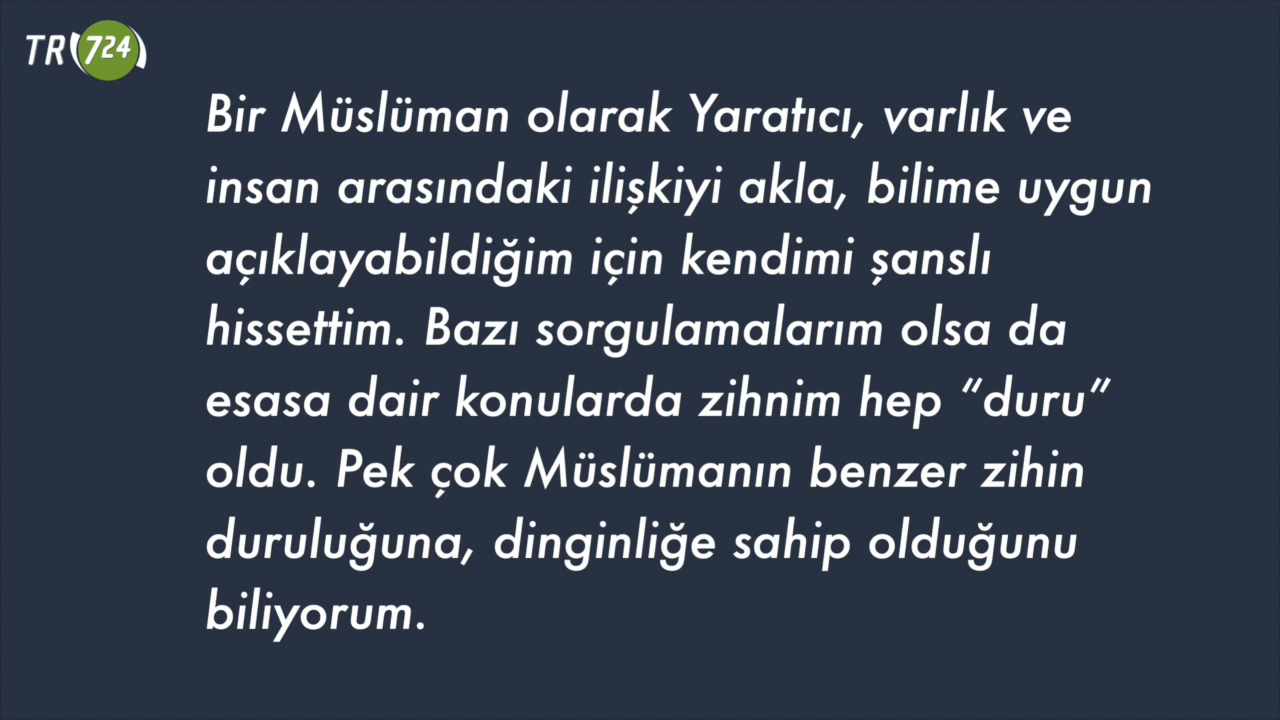 TR724
Bir Müslüman olarak Yaratıcı, varlık ve
insan arasındaki ilişkiyi akla, bilime uygun
açıklayabildiğim için kendimi şanslı
hissettim. Bazı sorgulamalarım olsa da
esasa dair konularda zihnim hep “duru”
oldu. Pek çok Müslümanın benzer zihin
duruluğuna, dinginliğe sahip olduğunu
biliyorum.